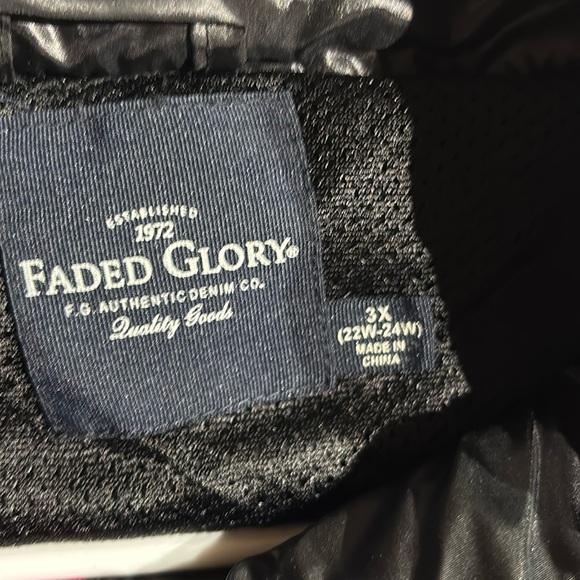 ESTABLISHED
1972
FADED GLORY®
F.G. AUTHENTIC DENIM CO.
Quality Goods
3X
(22W-24W)
MADE IN
CHINA